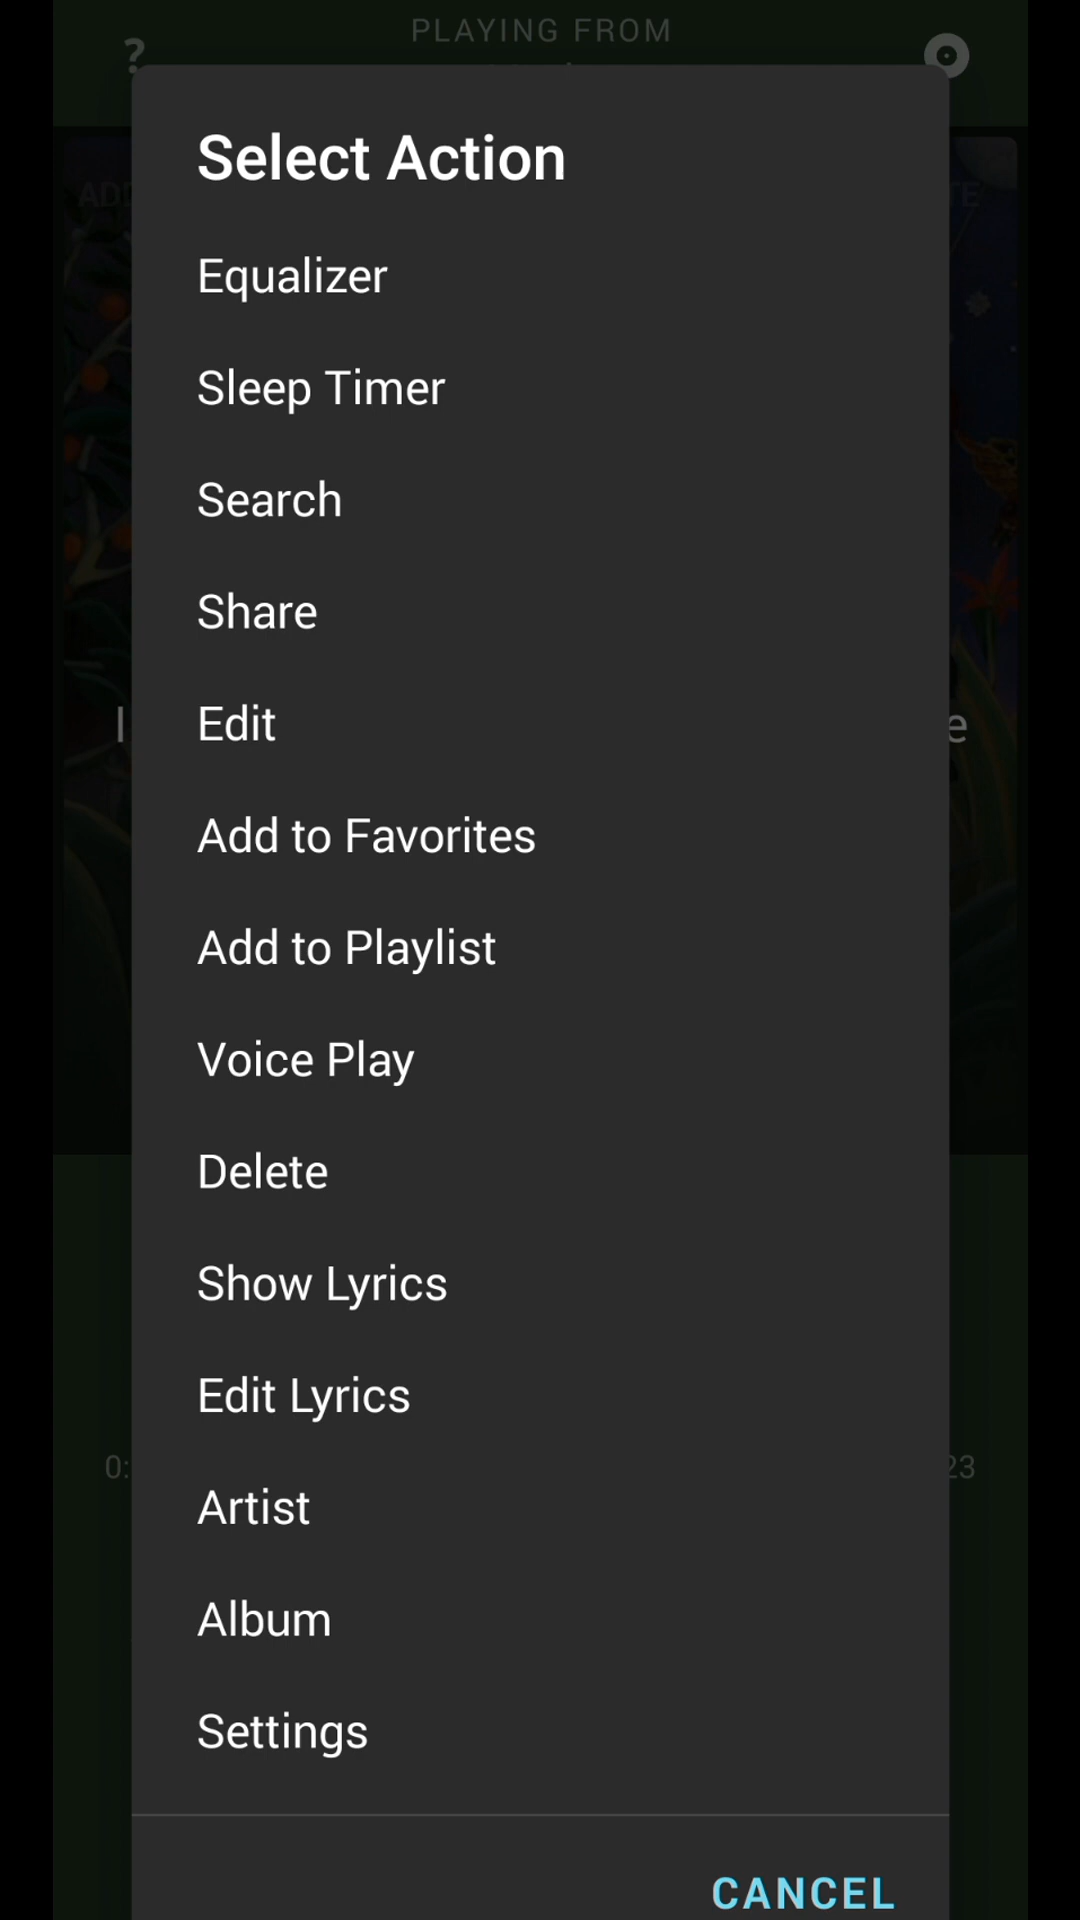 PLAYING FROM
?
Select Action
Equalizer
Sleep Timer
Search
Share
Edit
Add to Favorites
Add to Playlist
Voice Play
Delete
Show Lyrics
Edit Lyrics
Artist
Album
Settings
CANCEL